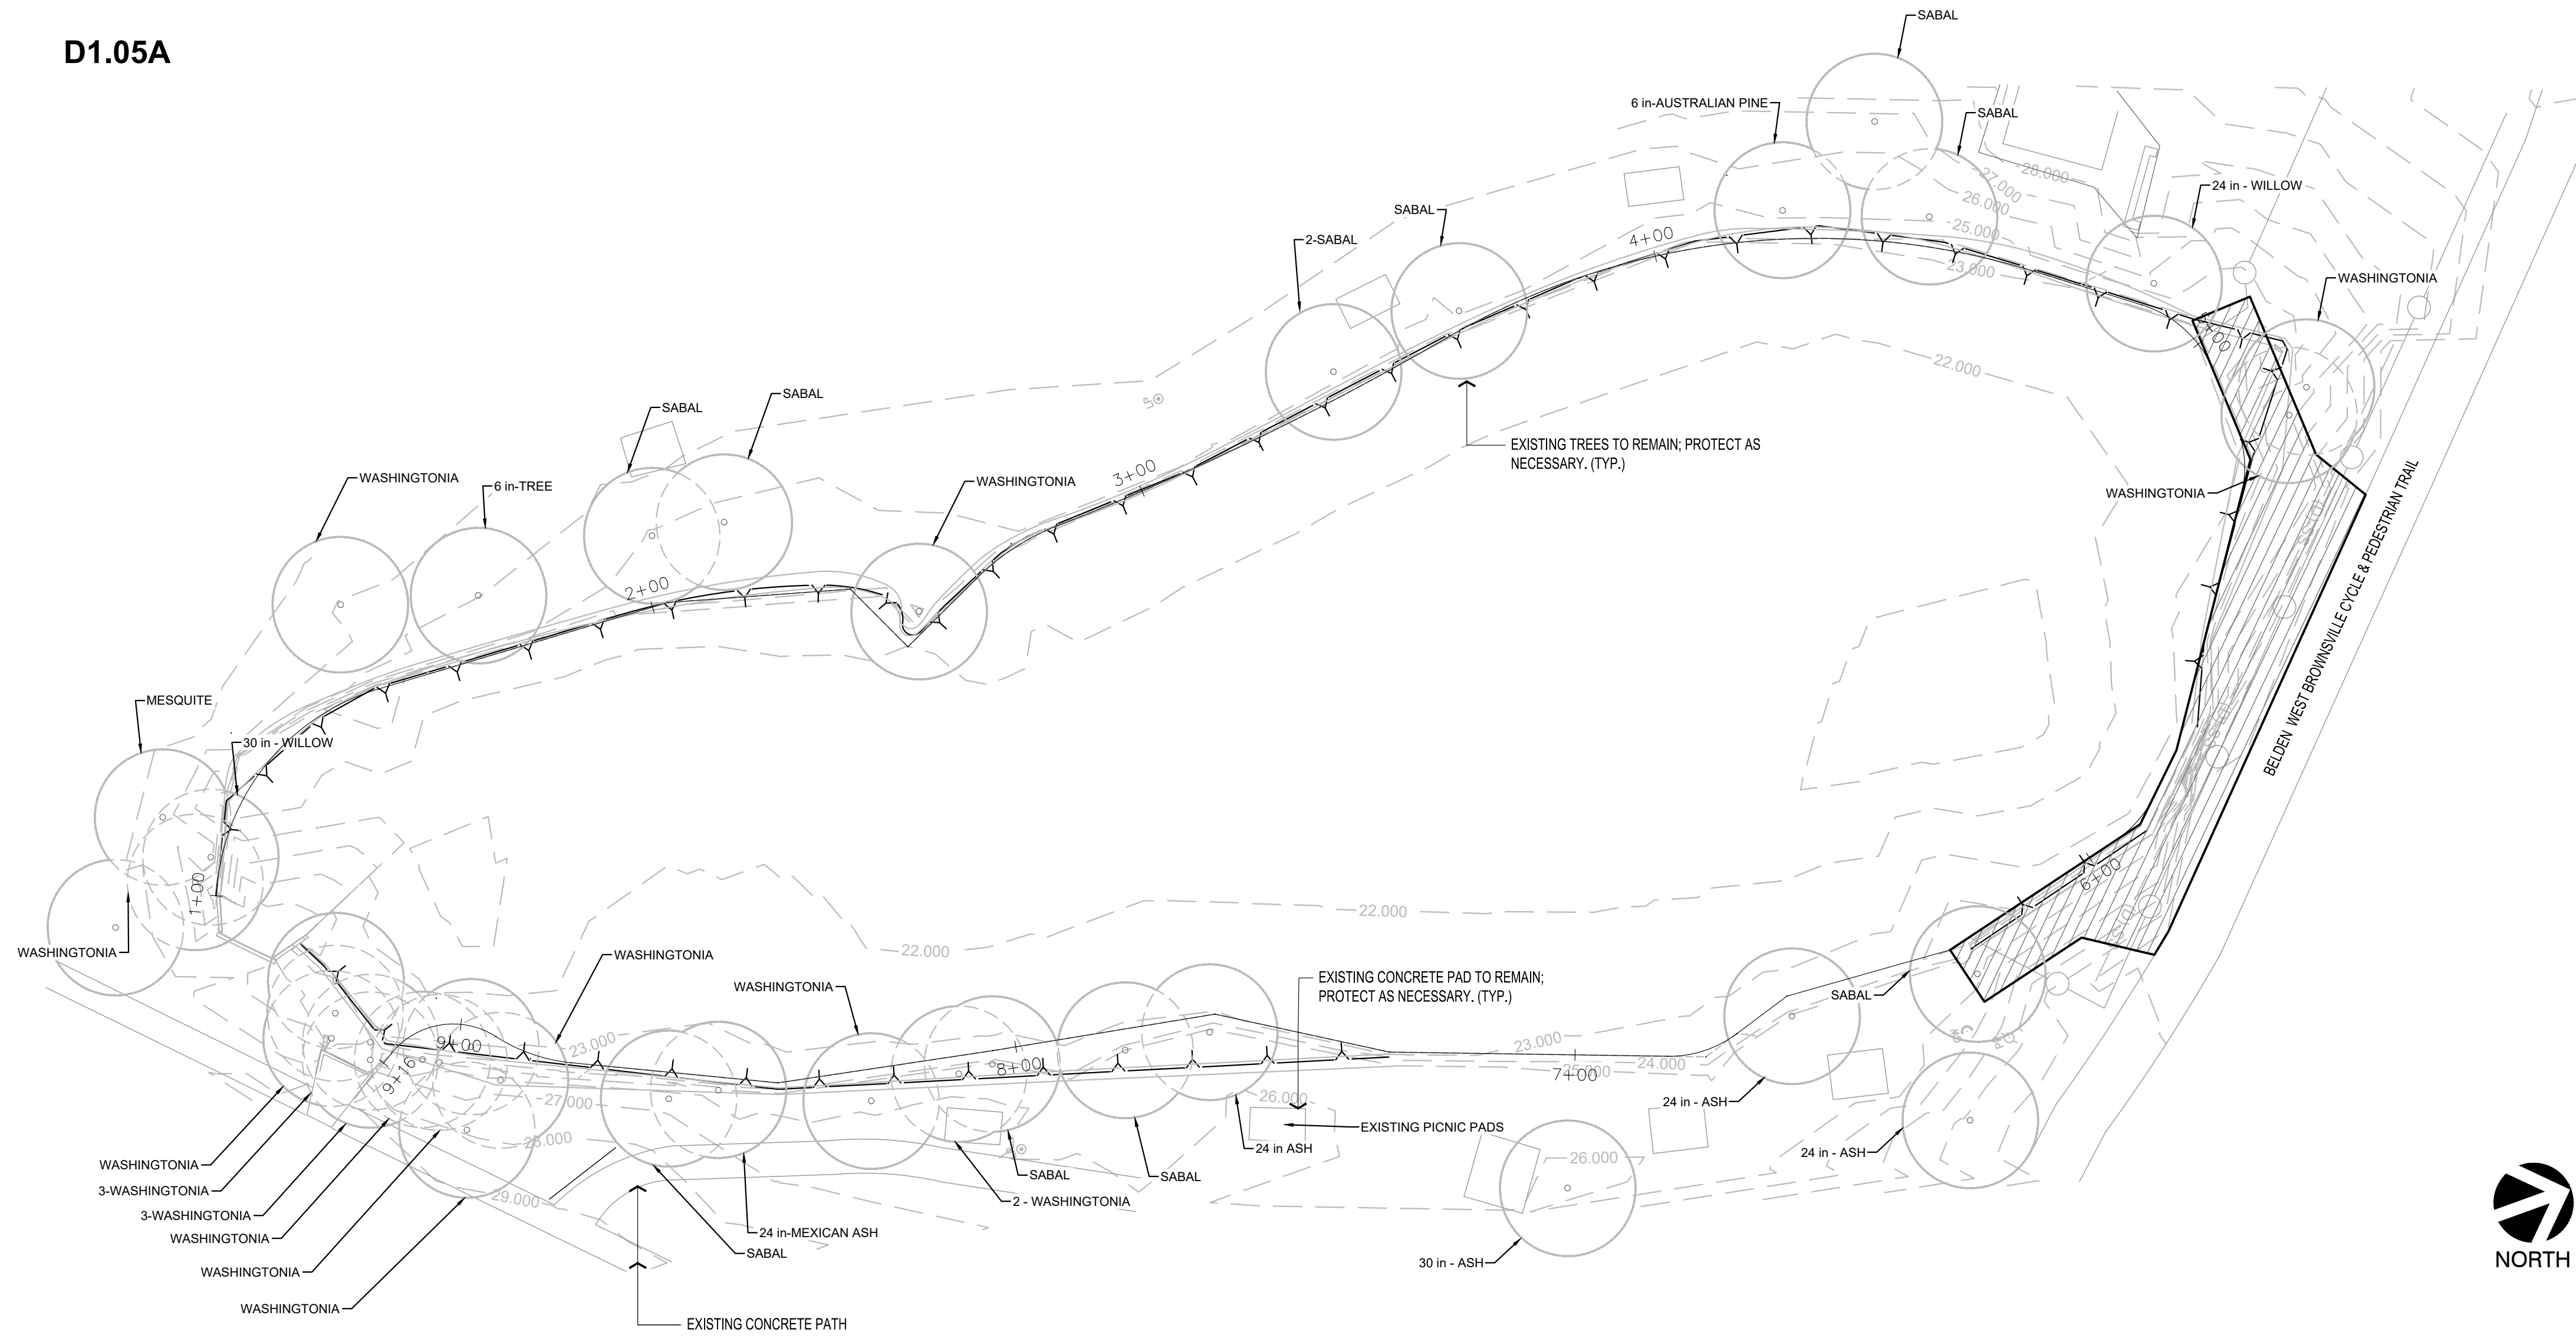 D1.05A
SABAL
6 in-AUSTRALIAN PINE
SABAL
28.000
27.000
26.000
25.000
24 in - WILLOW
SABAL
2-SABAL
4+00
23.000
WASHINGTONIA
5+00
22.000
SABAL
SABAL
EXISTING TREES TO REMAIN; PROTECT AS
NECESSARY. (TYP.)
WASHINGTONIA
6 in-TREE
3+00
WASHINGTONIA
WASHINGTONIA
BELDEN WEST BROWNSVILLE CYCLE & PEDESTRIAN TRAIL
2+00
MESQUITE
30 in - WILLOW
1+00
6+00
22.000
22.000
WASHINGTONIA
WASHINGTONIA
WASHINGTONIA
EXISTING CONCRETE PAD TO REMAIN;
PROTECT AS NECESSARY. (TYP.)
SABAL
9+00
23.000
23.000
24.000
25.000
8+00
7+00
9+16
27.000
26.000
24 in - ASH
EXISTING PICNIC PADS
28.000
24 in ASH
24 in - ASH
26.000
WASHINGTONIA
SABAL
SABAL
3-WASHINGTONIA
29.000
2 - WASHINGTONIA
3-WASHINGTONIA
24 in-MEXICAN ASH
WASHINGTONIA
SABAL
30 in - ASH
WASHINGTONIA
WASHINGTONIA
EXISTING CONCRETE PATH
NORTH